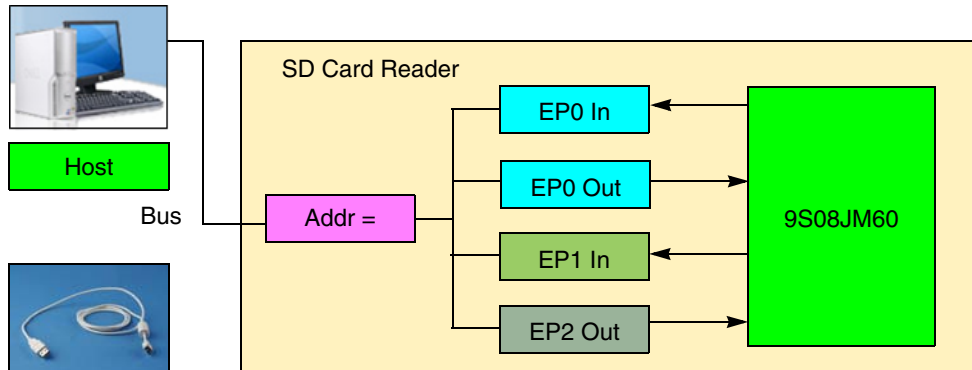 SD Card Reader
EP0 In
Host
EP0 Out
Bus
Addr =
9S08JM60
EP1 In
EP2 Out